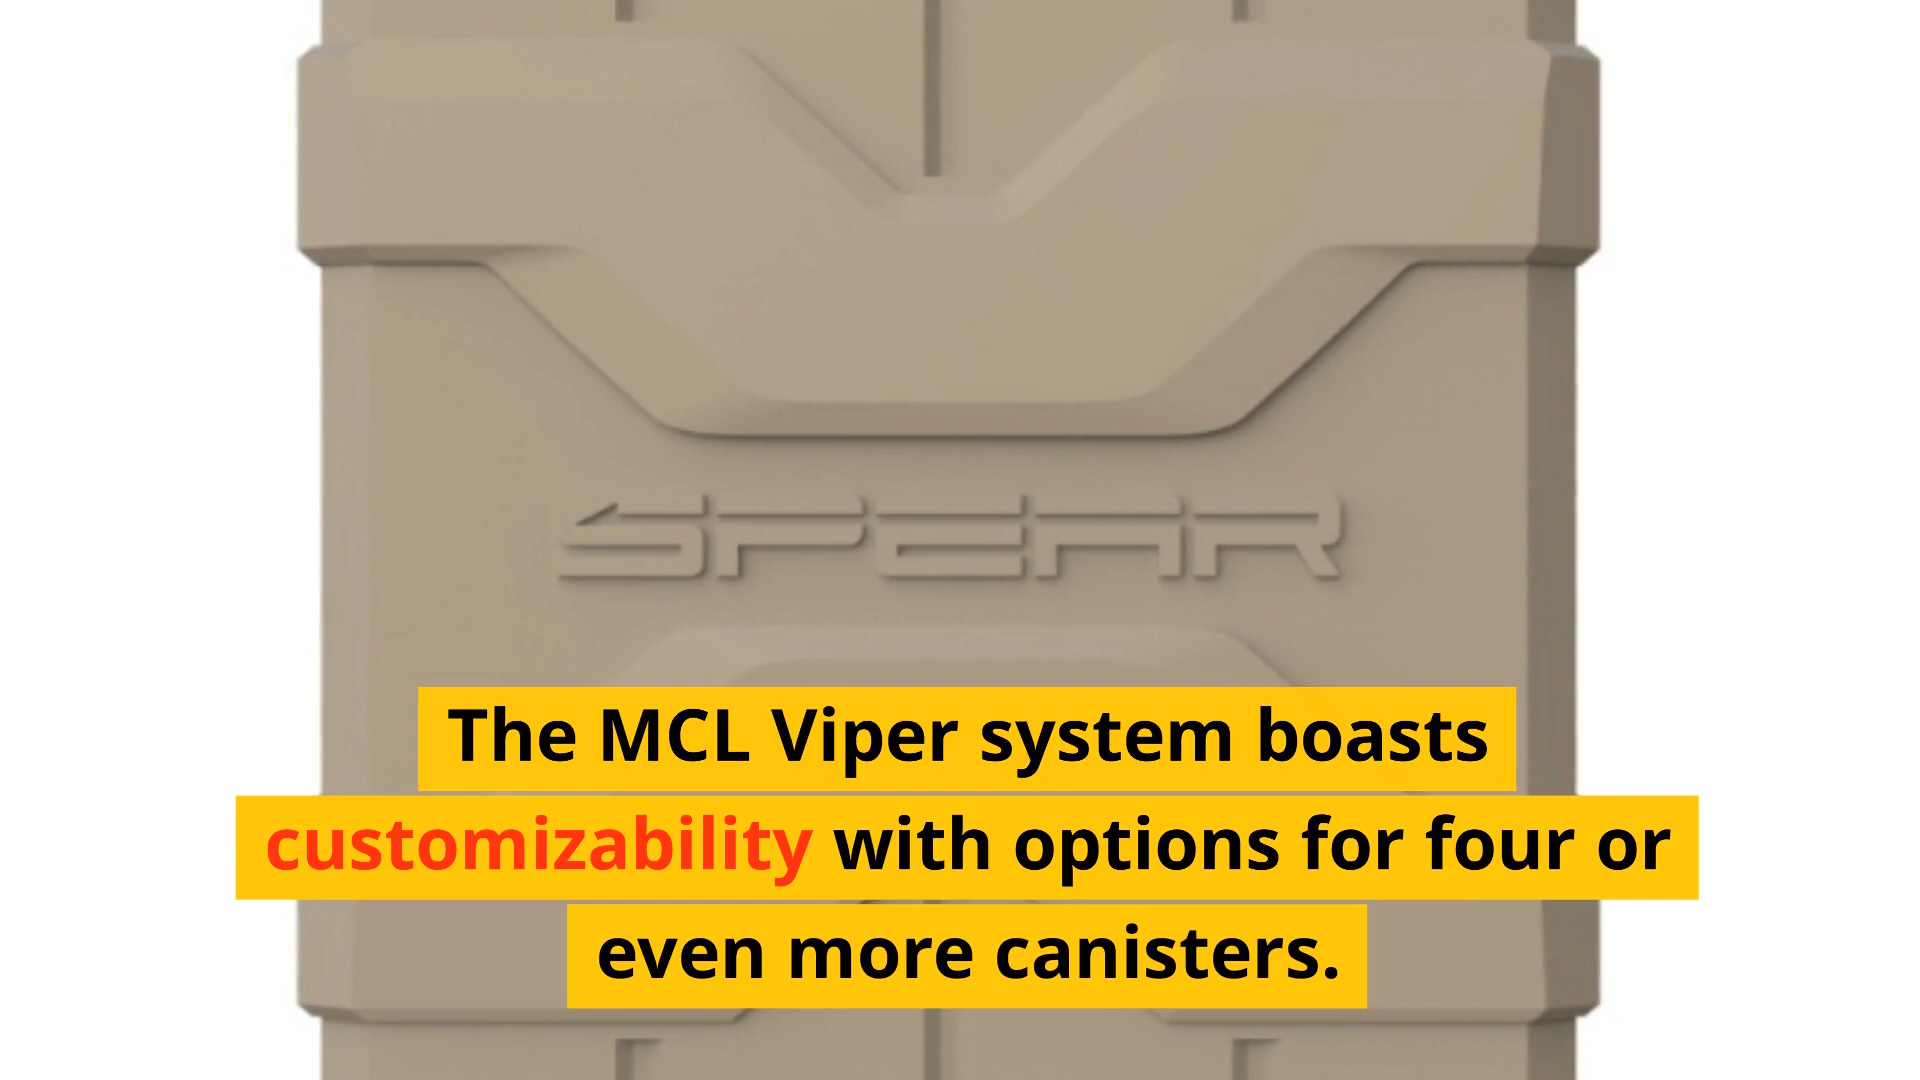 SPEAR
The MCL Viper system boasts
customizability with options for four or
even more canisters.